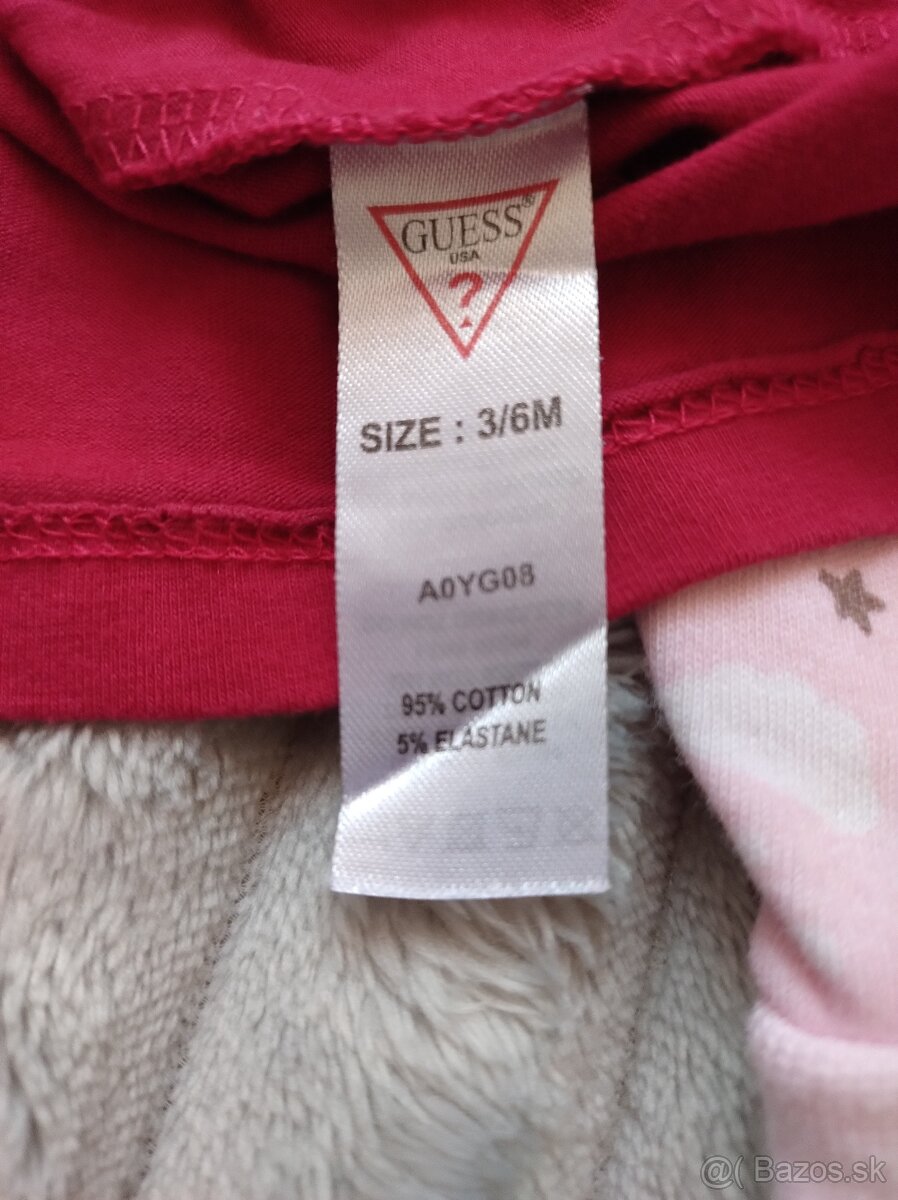 GUESS®
USA
?
SIZE : 3/6M
A0YG08
95% COTTON
5% ELASTANE
@( Bazos.sk